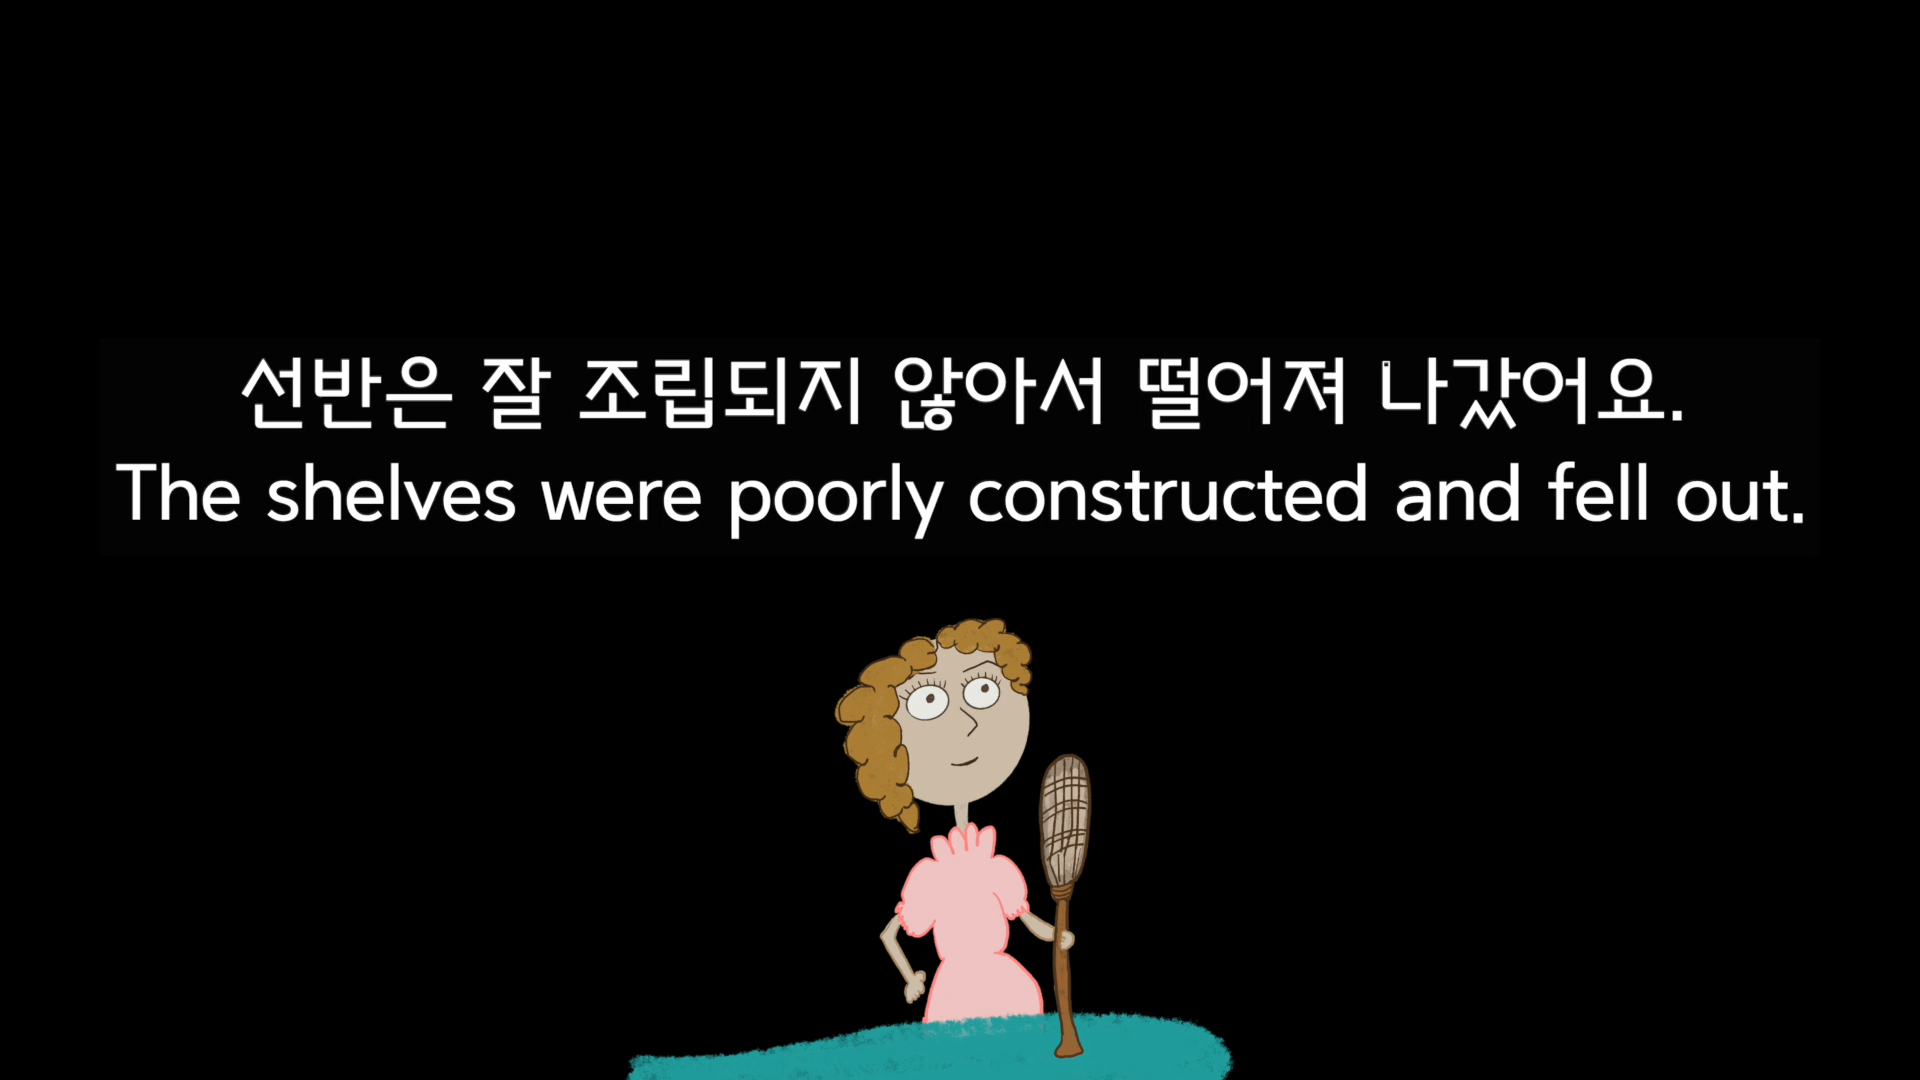 선반은 잘 조립되지 않아서 떨어져 나갔어요.
The shelves were poorly constructed and fell out.